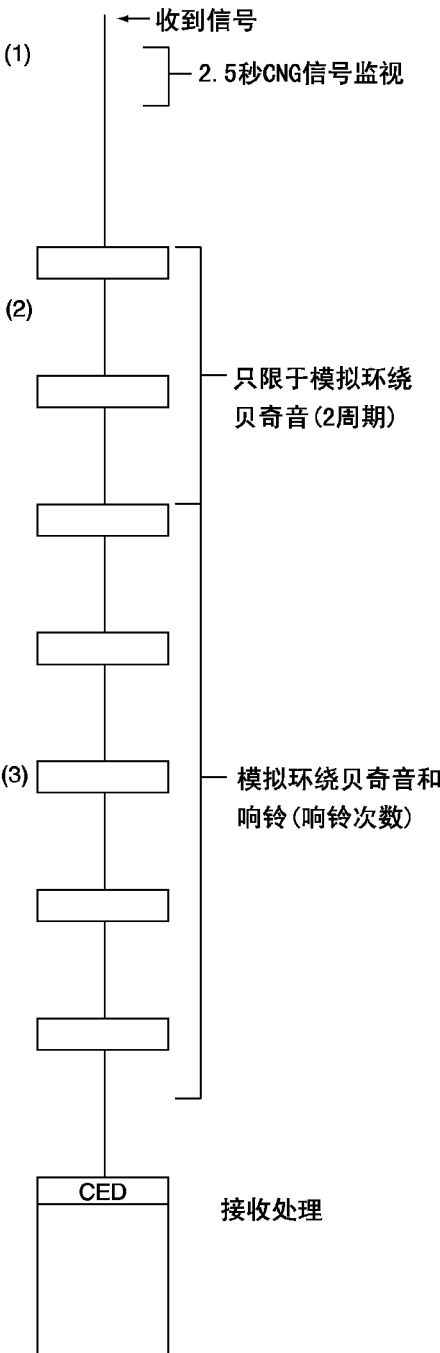 收到信号
(1)
2.5秒CNG信号监视
(2)
只限于模拟环绕
贝奇音(2周期)
(3)
模拟环绕贝奇音和
响铃(响铃次数)
CED
接收处理